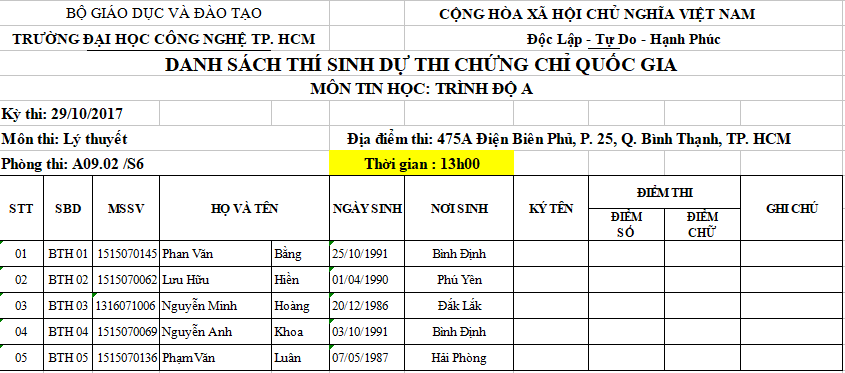 BỘ GIÁO DỤC VÀ ĐÀO TẠO CỘNG HÒA XÃ HỘI CHỦ NGHĨA VIỆT NAM
TRƯỜNG ĐẠI HỌC CÔNG NGHỆ TP. HCM Độc Lập - Tự Do - Hạnh Phúc
DANH SÁCH THÍ SINH DỰ THI CHỨNG CHỈ QUỐC GIA
MÔN TIN HỌC: TRÌNH ĐỘ A
Kỳ thi: 29/10/2017
Môn thi: Lý thuyết Địa điểm thi: 475A Điện Biên Phủ, P. 25, Q. Bình Thạnh, TP. HCM
Phòng thi: A09.02 /S6 Thời gian : 13h00
STT SBD MSSV HỌ VÀ TÊN NGÀY SINH NƠI SINH KÝ TÊN ĐIỂM THI GHI CHÚ
ĐIỂM SỐ ĐIỂM CHỮ
01 BTH 01 1515070145 Phan Văn Bằng 25/10/1991 Bình Định
02 BTH 02 1515070062 Lưu Hữu Hiền 01/04/1990 Phú Yên
03 BTH 03 1316071006 Nguyễn Minh Hoàng 20/12/1986 Đắk Lắk
04 BTH 04 1515070069 Nguyễn Anh Khoa 03/10/1991 Bình Định
05 BTH 05 1515070136 Phạm Văn Luân 07/05/1987 Hải Phòng